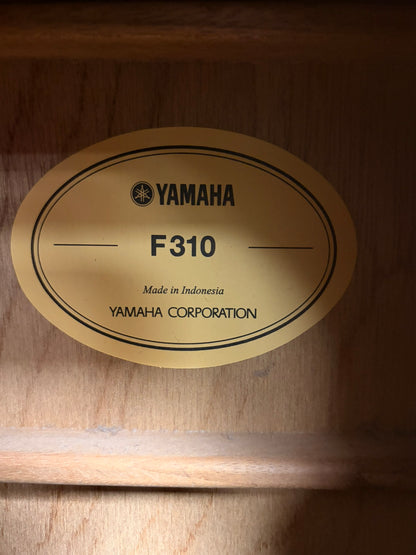 YAMAHA
F310
Made in Indonesia
YAMAHA CORPORATION